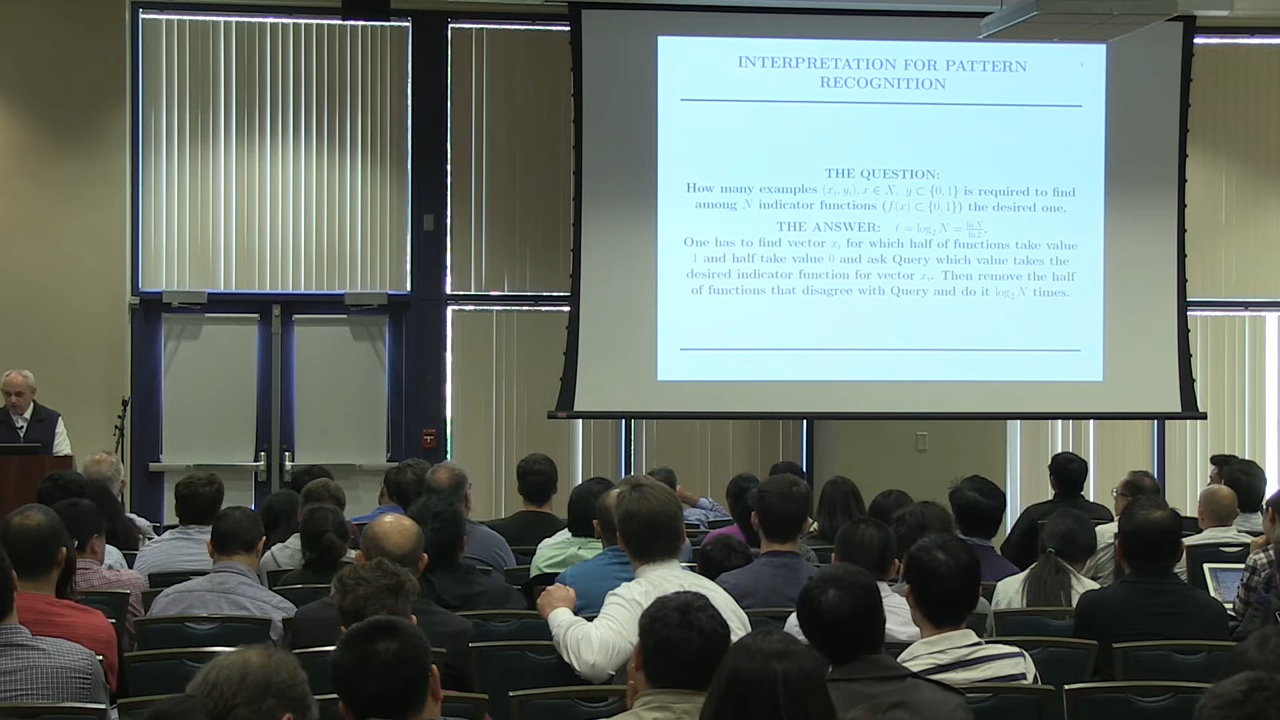 INTERPRETATION FOR PATTERN
RECOGNITION
THE QUESTION:
How many examples (xᵢ, yᵢ), x ∈ X, y ⊂ {0,1} is required to find
among N indicator functions (f(x) ⊂ {0,1}) the desired one.
THE ANSWER: ℓ = log₂ N = ln N / ln 2.
One has to find vector xᵢ for which half of functions take value
1 and half take value 0 and ask Query which value takes the
desired indicator function for vector xᵢ. Then remove the half
of functions that disagree with Query and do it log₂ N times.